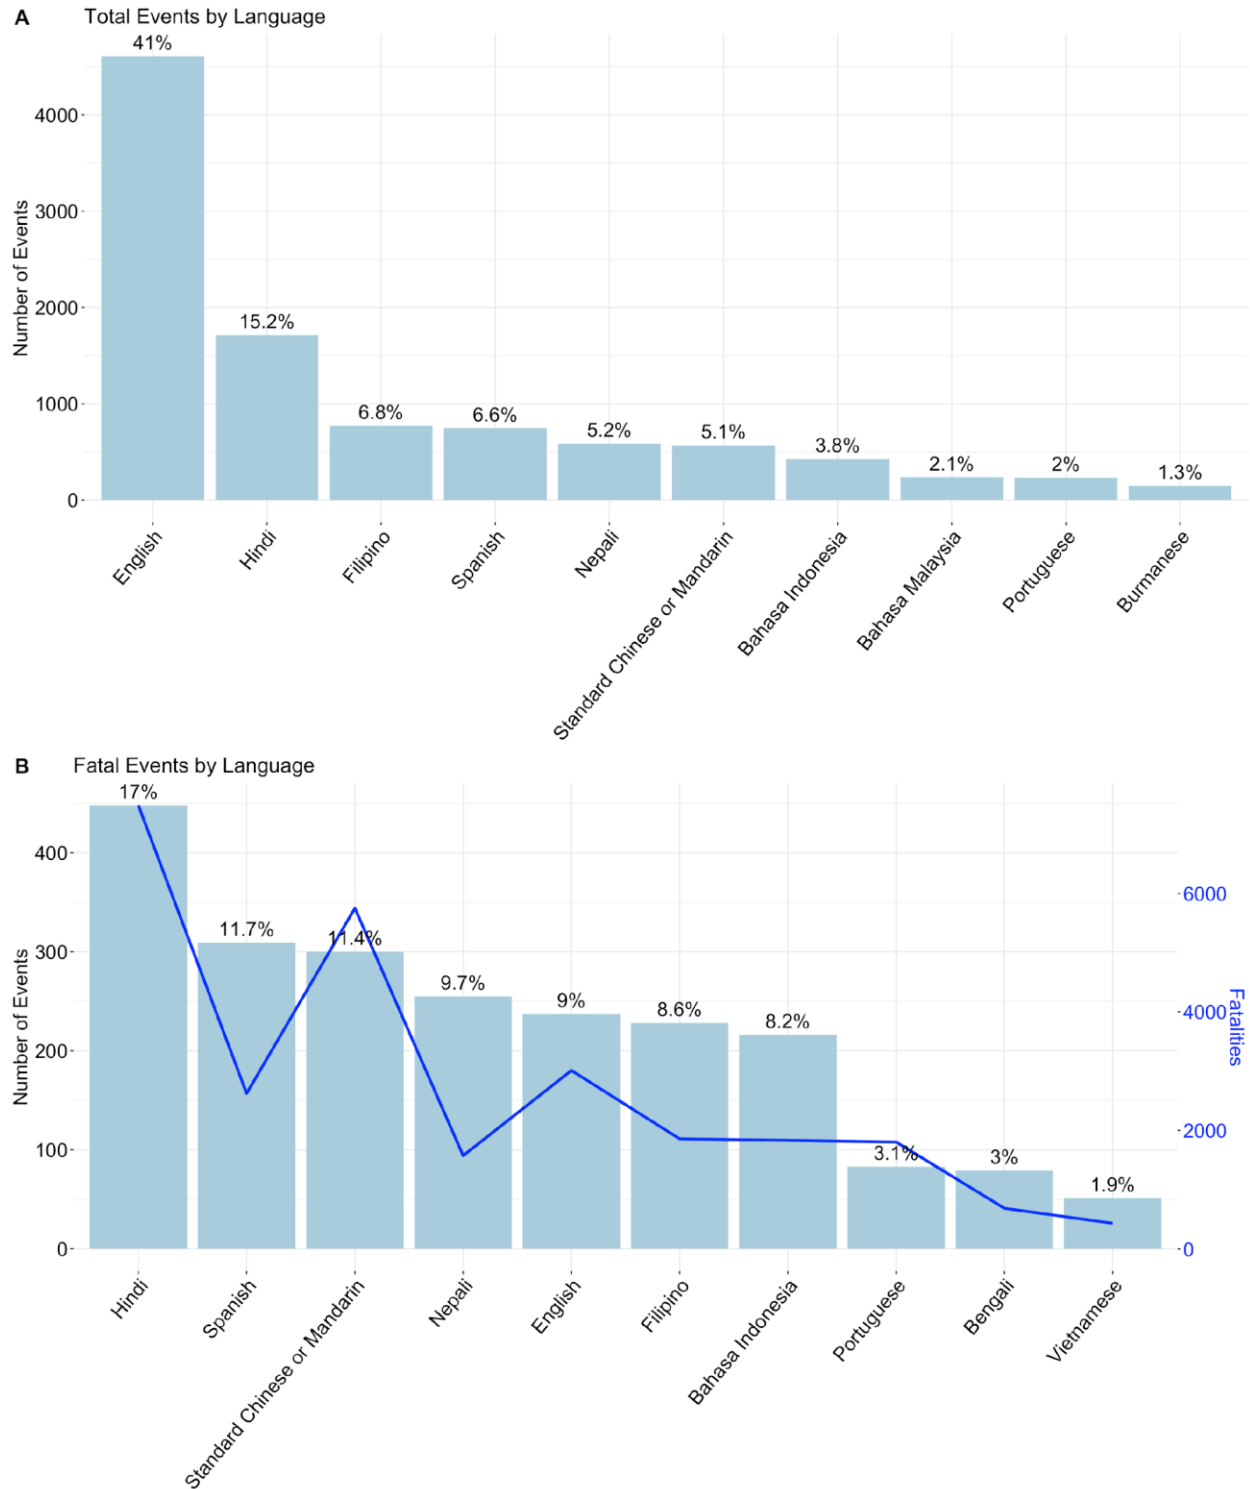 A
Total Events by Language
41%
15.2%
6.8%
6.6%
5.2%
5.1%
3.8%
2.1%
2%
1.3%
Number of Events
4000
3000
2000
1000
0
English
Hindi
Filipino
Spanish
Nepali
Standard Chinese or Mandarin
Bahasa Indonesia
Bahasa Malaysia
Portuguese
Burmanese
B
Fatal Events by Language
17%
11.7%
11.4%
9.7%
9%
8.6%
8.2%
3.1%
3%
1.9%
Number of Events
400
300
200
100
0
6000
4000
2000
0
Fatalities
Hindi
Spanish
Standard Chinese or Mandarin
Nepali
English
Filipino
Bahasa Indonesia
Portuguese
Bengali
Vietnamese